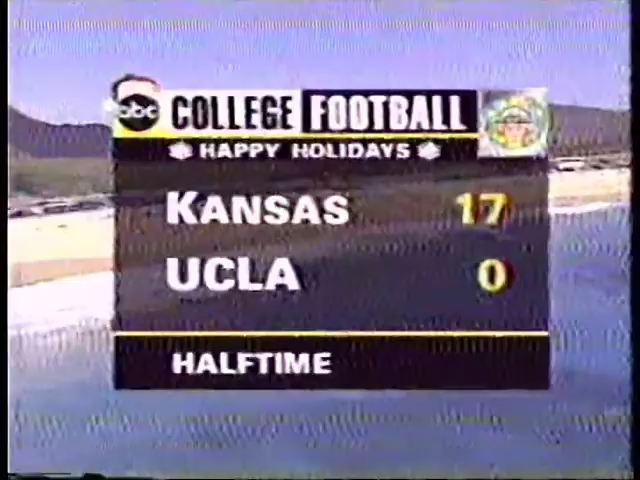 abc COLLEGE FOOTBALL
HAPPY HOLIDAYS
KANSAS 17
UCLA 0
HALFTIME